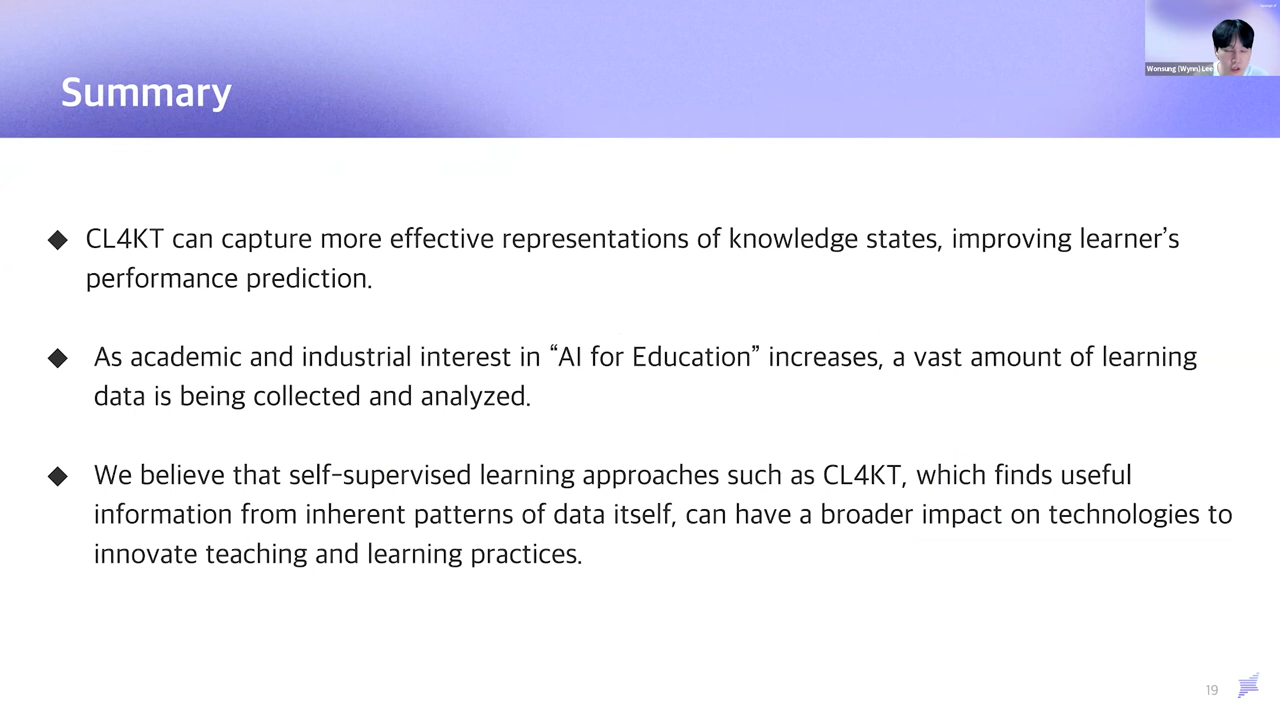 Wonsung (Wynn) Lee
Summary
◆ CL4KT can capture more effective representations of knowledge states, improving learner’s
performance prediction.
◆ As academic and industrial interest in “AI for Education” increases, a vast amount of learning
data is being collected and analyzed.
◆ We believe that self-supervised learning approaches such as CL4KT, which finds useful
information from inherent patterns of data itself, can have a broader impact on technologies to
innovate teaching and learning practices.
19